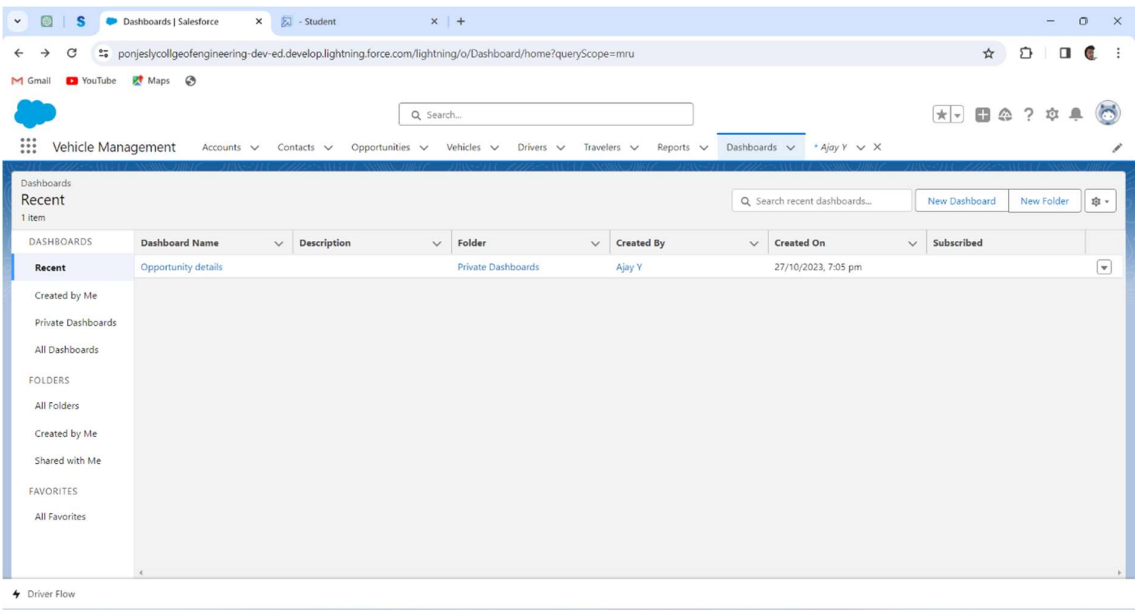 Dashboards | Salesforce
- Student
ponjeslycollgeofengineering-dev-ed.develop.lightning.force.com/lightning/o/Dashboard/home?queryScope=mru
Gmail YouTube Maps
Search...
Vehicle Management Accounts Contacts Opportunities Vehicles Drivers Travelers Reports Dashboards * Ajay Y
Dashboards
Recent
1 item
Search recent dashboards...
New Dashboard
New Folder
DASHBOARDS
Dashboard Name Description Folder Created By Created On Subscribed
Recent
Opportunity details Private Dashboards Ajay Y 27/10/2023, 7:05 pm
Created by Me
Private Dashboards
All Dashboards
FOLDERS
All Folders
Created by Me
Shared with Me
FAVORITES
All Favorites
Driver Flow